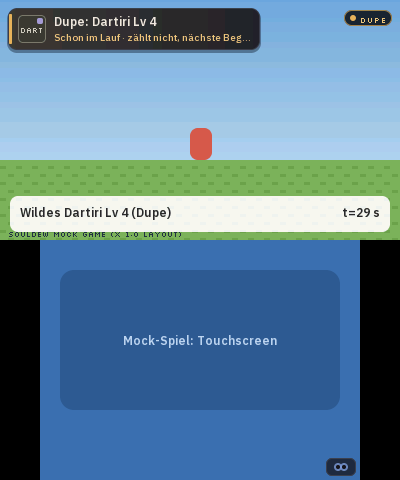 DART
Dupe: Dartiri Lv 4
Schon im Lauf · zählt nicht, nächste Beg…
DUPE
Wildes Dartiri Lv 4 (Dupe)
t=29 s
SOULDEW MOCK GAME (X 1.0 LAYOUT)
Mock-Spiel: Touchscreen